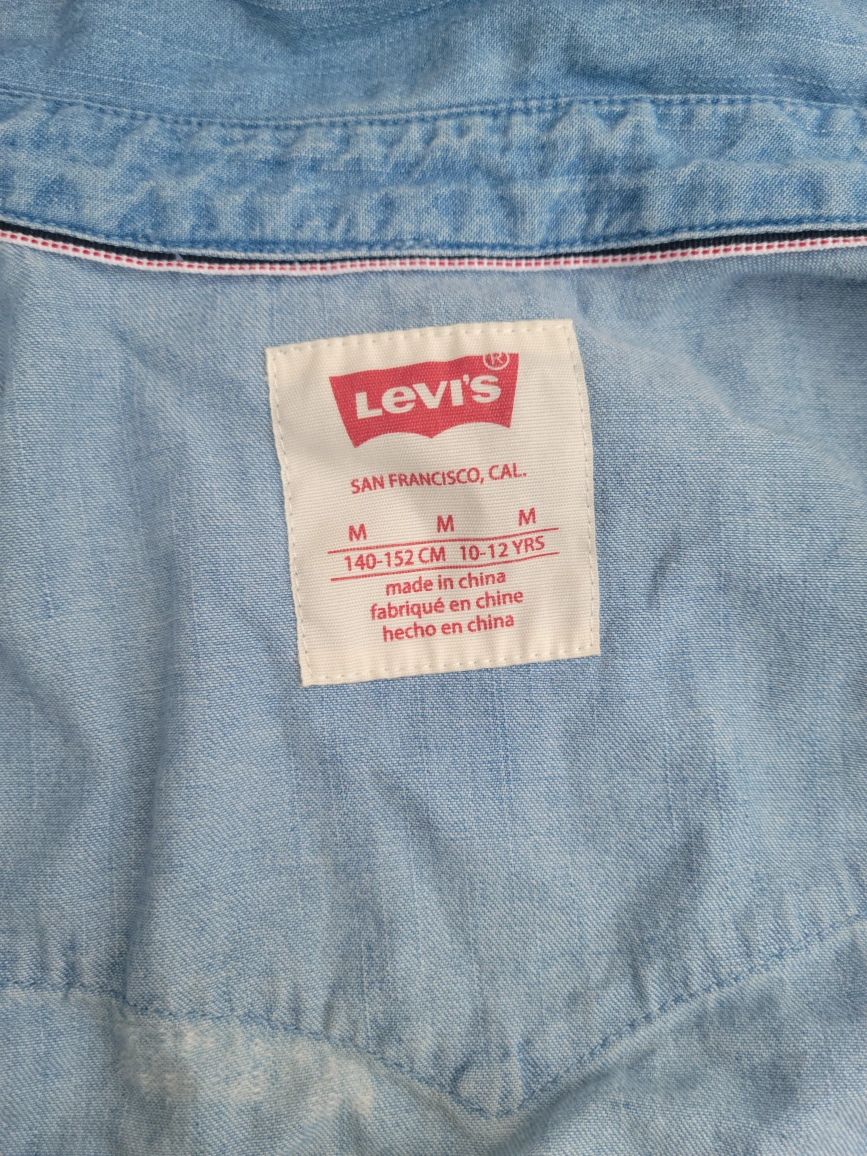 Levi's ®
SAN FRANCISCO, CAL.
M M M
140-152 CM 10-12 YRS
made in china
fabriqué en chine
hecho en china